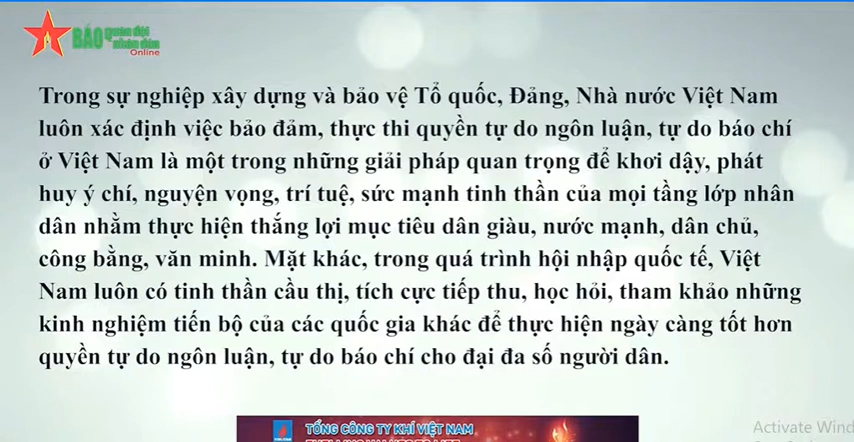 BÁO quân đội nhân dân
Online
Trong sự nghiệp xây dựng và bảo vệ Tổ quốc, Đảng, Nhà nước Việt Nam
luôn xác định việc bảo đảm, thực thi quyền tự do ngôn luận, tự do báo chí
ở Việt Nam là một trong những giải pháp quan trọng để khơi dậy, phát
huy ý chí, nguyện vọng, trí tuệ, sức mạnh tinh thần của mọi tầng lớp nhân
dân nhằm thực hiện thắng lợi mục tiêu dân giàu, nước mạnh, dân chủ,
công bằng, văn minh. Mặt khác, trong quá trình hội nhập quốc tế, Việt
Nam luôn có tinh thần cầu thị, tích cực tiếp thu, học hỏi, tham khảo những
kinh nghiệm tiến bộ của các quốc gia khác để thực hiện ngày càng tốt hơn
quyền tự do ngôn luận, tự do báo chí cho đại đa số người dân.
TỔNG CÔNG TY KHÍ VIỆT NAM
Activate Wind